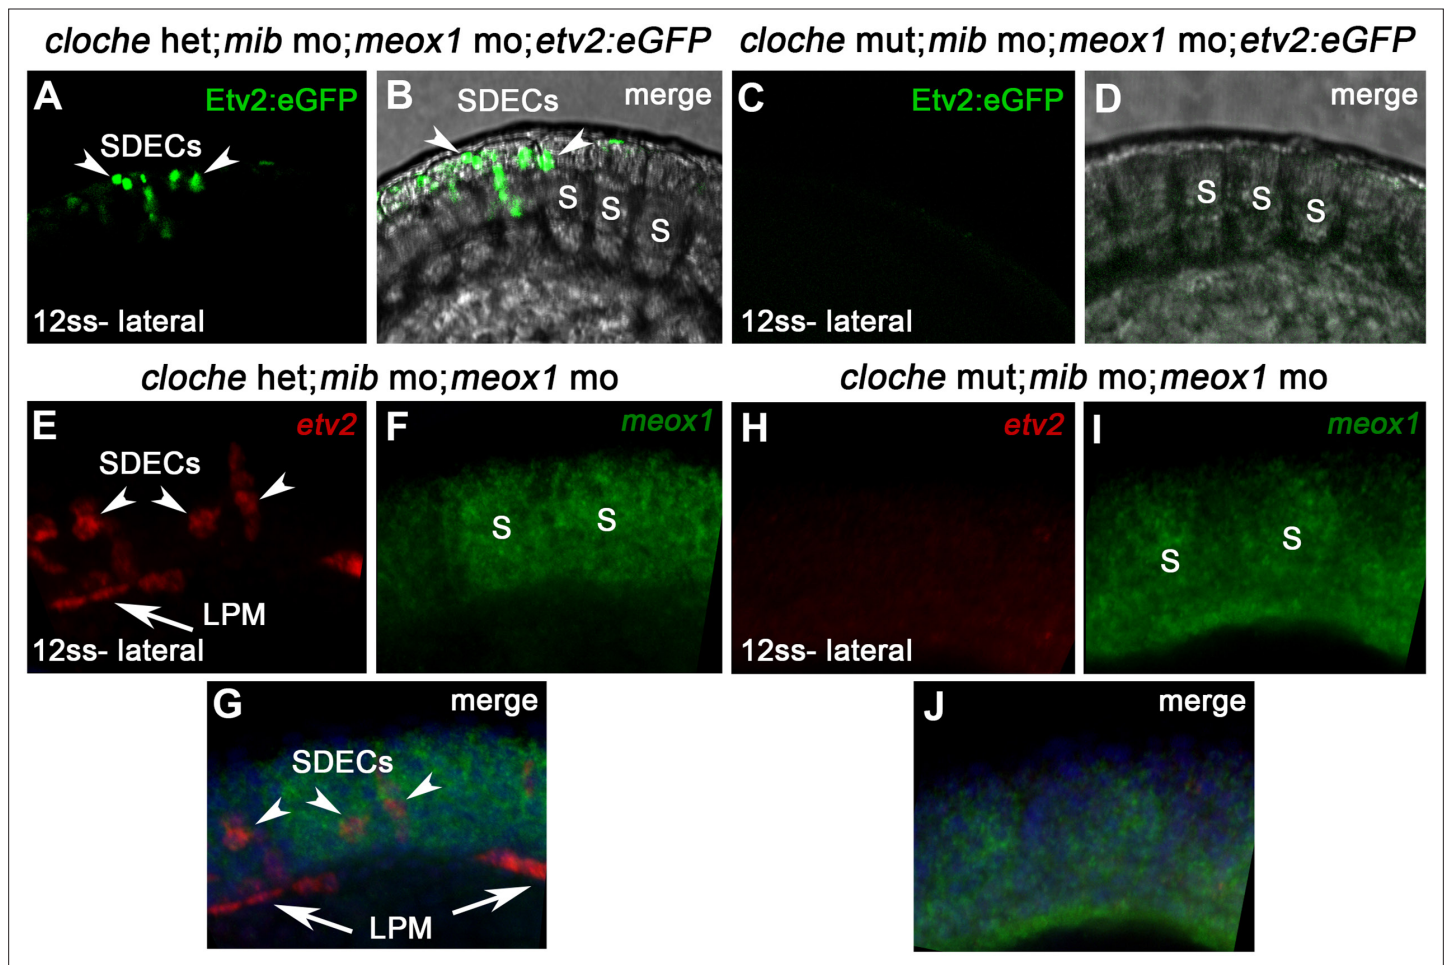 cloche het;mib mo;meox1 mo;etv2:eGFP
cloche mut;mib mo;meox1 mo;etv2:eGFP
A
Etv2:eGFP
SDECs
12ss- lateral
B
SDECs
merge
S
S
S
C
Etv2:eGFP
12ss- lateral
D
merge
S
S
S
cloche het;mib mo;meox1 mo
cloche mut;mib mo;meox1 mo
E
etv2
SDECs
LPM
12ss- lateral
F
meox1
S
S
H
etv2
12ss- lateral
I
meox1
S
S
G
merge
SDECs
LPM
J
merge